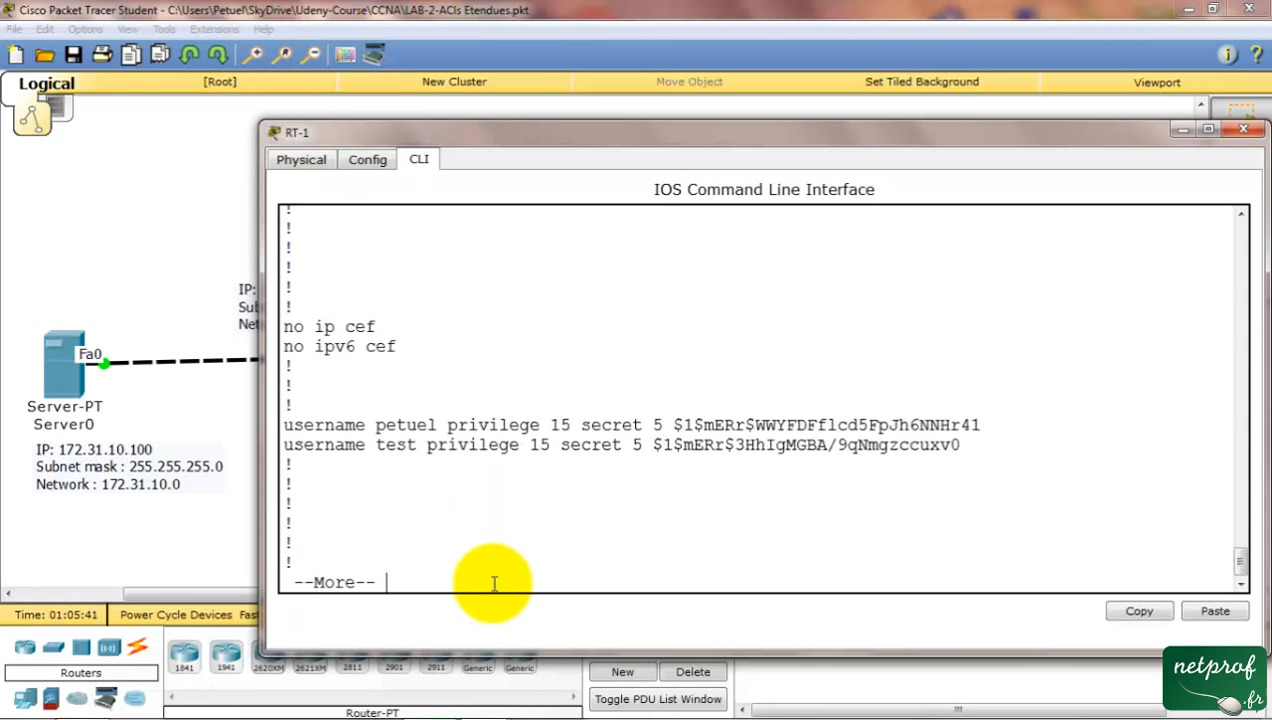 Cisco Packet Tracer Student - C:\Users\Petuel\SkyDrive\Udeny-Course\CCNA\LAB-2-ACIs Etendues.pkt
File Edit Options View Tools Extensions Help
Logical [Root] New Cluster Move Object Set Tiled Background Viewport
RT-1
Physical Config CLI
IOS Command Line Interface
!
!
!
!
!
!
no ip cef
no ipv6 cef
!
!
!
username petuel privilege 15 secret 5 $1$mERr$WWYFDFflcd5FpJh6NNHr41
username test privilege 15 secret 5 $1$mERr$3HhIgMGBA/9qNmgzccuxv0
!
!
!
!
!
!
--More--
Copy Paste
IP:
Sub
Net
Fa0
Server-PT
Server0
IP: 172.31.10.100
Subnet mask : 255.255.255.0
Network : 172.31.10.0
Time: 01:05:41 Power Cycle Devices Fas
Routers
1841 1941 2620XM 2621XM 2811 2901 2911 Generic Generic
Router-PT
New Delete
Toggle PDU List Window
netprof
.fr